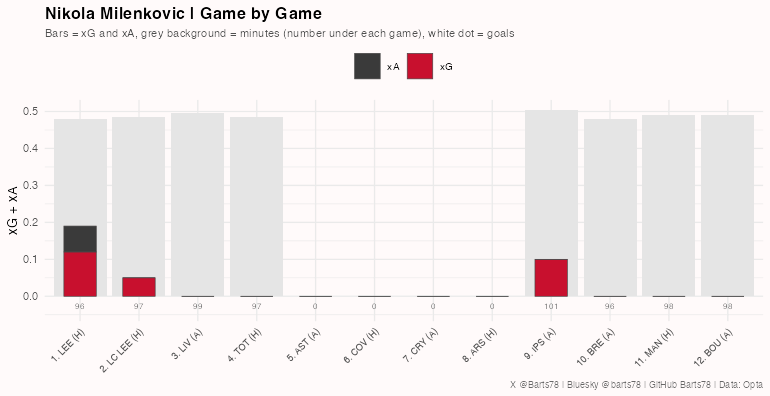 Nikola Milenkovic | Game by Game
Bars = xG and xA, grey background = minutes (number under each game), white dot = goals
xA xG
xG + xA
0.5
0.4
0.3
0.2
0.1
0.0
96 97 99 97 0 0 0 0 101 96 98 98
1. LEE (H)
2. LC LEE (H)
3. LIV (A)
4. TOT (H)
5. AST (A)
6. COV (H)
7. CRY (A)
8. ARS (H)
9. IPS (A)
10. BRE (A)
11. MAN (H)
12. BOU (A)
X @Barts78 | Bluesky @barts78 | GitHub Barts78 | Data: Opta